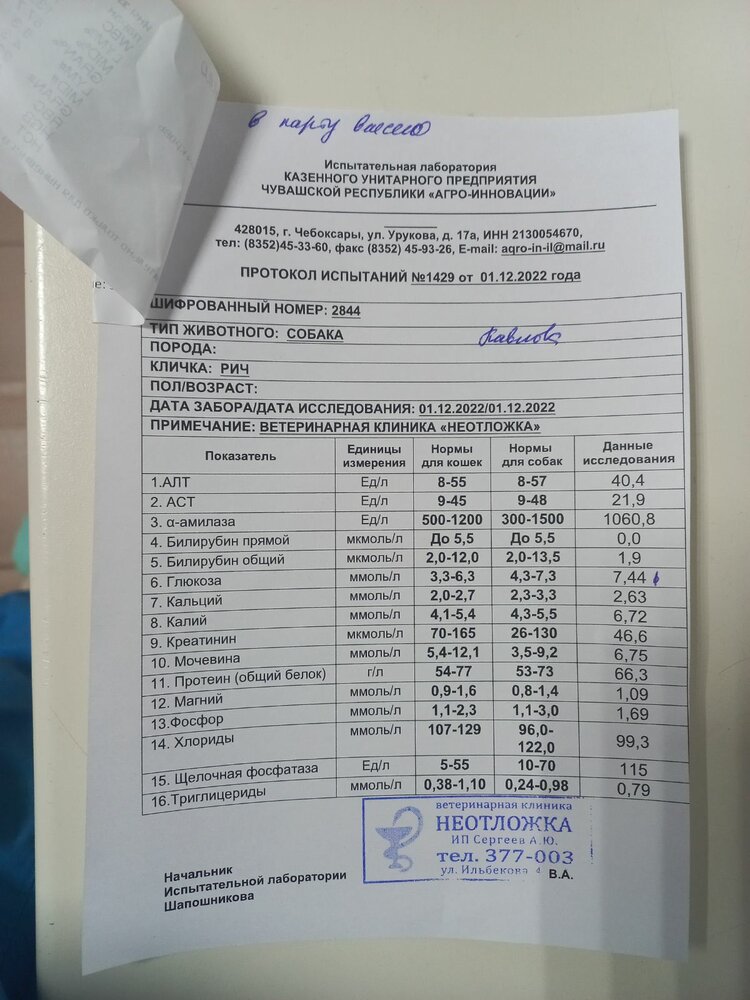 в карту внесено
Испытательная лаборатория
КАЗЕННОГО УНИТАРНОГО ПРЕДПРИЯТИЯ
ЧУВАШСКОЙ РЕСПУБЛИКИ «АГРО-ИННОВАЦИИ»
428015, г. Чебоксары, ул. Урукова, д. 17а, ИНН 2130054670,
тел: (8352)45-33-60, факс (8352) 45-93-26, E-mail: agro-in-il@mail.ru
ПРОТОКОЛ ИСПЫТАНИЙ №1429 от 01.12.2022 года
ШИФРОВАННЫЙ НОМЕР: 2844
ТИП ЖИВОТНОГО: СОБАКА
ПОРОДА:
КЛИЧКА: РИЧ
ПОЛ/ВОЗРАСТ:
ДАТА ЗАБОРА/ДАТА ИССЛЕДОВАНИЯ: 01.12.2022/01.12.2022
ПРИМЕЧАНИЕ: ВЕТЕРИНАРНАЯ КЛИНИКА «НЕОТЛОЖКА»
Показатель Единицы измерения Нормы для кошек Нормы для собак Данные исследования
1.АЛТ Ед/л 8-55 8-57 40,4
2. АСТ Ед/л 9-45 9-48 21,9
3. α-амилаза Ед/л 500-1200 300-1500 1060,8
4. Билирубин прямой мкмоль/л До 5,5 До 5,5 0,0
5. Билирубин общий мкмоль/л 2,0-12,0 2,0-13,5 1,9
6. Глюкоза ммоль/л 3,3-6,3 4,3-7,3 7,44
7. Кальций ммоль/л 2,0-2,7 2,3-3,3 2,63
8. Калий ммоль/л 4,1-5,4 4,3-5,5 6,72
9. Креатинин мкмоль/л 70-165 26-130 46,6
10. Мочевина ммоль/л 5,4-12,1 3,5-9,2 6,75
11. Протеин (общий белок) г/л 54-77 53-73 66,3
12. Магний ммоль/л 0,9-1,6 0,8-1,4 1,09
13.Фосфор ммоль/л 1,1-2,3 1,1-3,0 1,69
14. Хлориды ммоль/л 107-129 96,0-122,0 99,3
15. Щелочная фосфатаза Ед/л 5-55 10-70 115
16.Триглицериды ммоль/л 0,38-1,10 0,24-0,98 0,79
ветеринарная клиника
НЕОТЛОЖКА
ИП Сергеев А.Ю.
тел. 377-003
ул. Ильбекова 4
Начальник
Испытательной лаборатории
Шапошникова В.А.